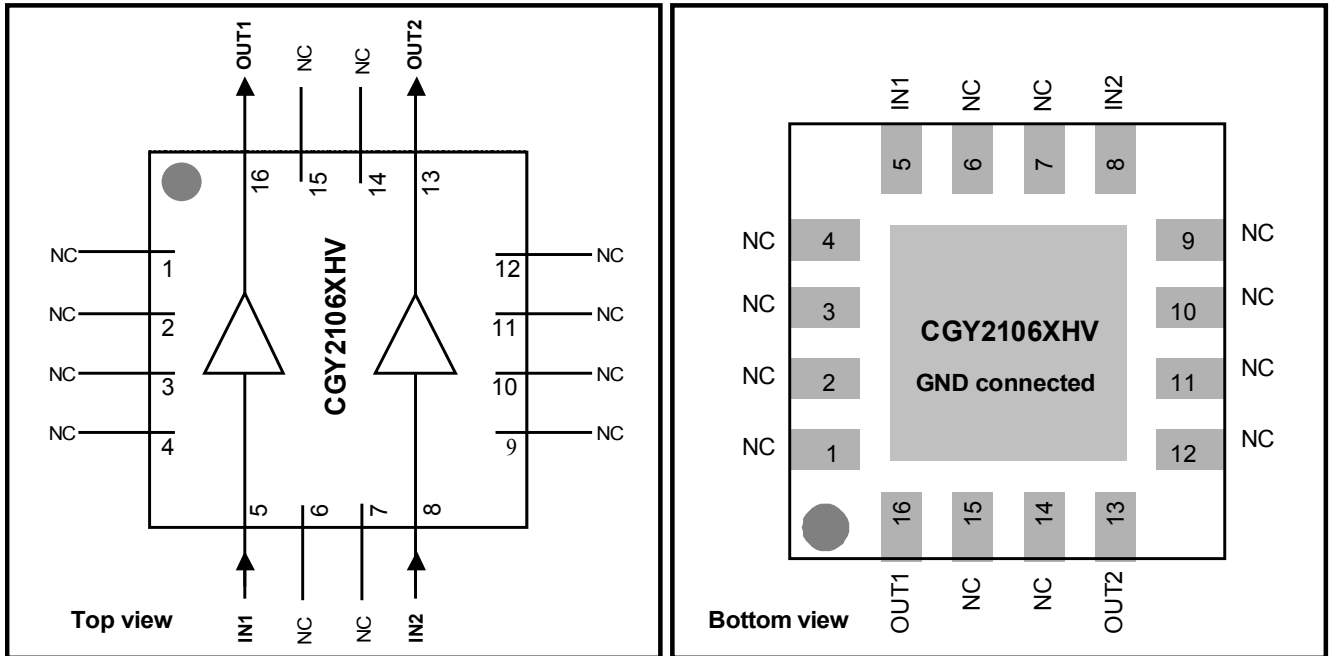 OUT1 NC NC OUT2
16 15 14 13
NC 1 12 NC
NC 2 11 NC
NC 3 10 NC
NC 4 9 NC
CGY2106XHV
5 6 7 8
IN1 NC NC IN2
Top view
IN1 NC NC IN2
5 6 7 8
NC 4 9 NC
NC 3 10 NC
CGY2106XHV
GND connected
NC 2 11 NC
NC 1 12 NC
16 15 14 13
OUT1 NC NC OUT2
Bottom view